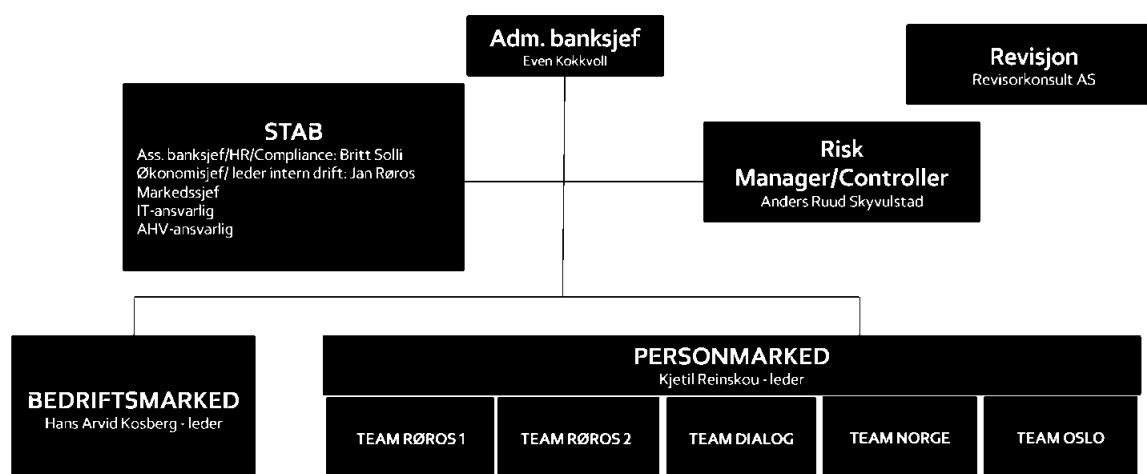 Adm. banksjef
Even Kokkvoll
Revisjon
Revisorkonsult AS
STAB
Ass. banksjef/HR/Compliance: Britt Solli
Økonomisjef/ leder intern drift: Jan Røros
Markedssjef
IT-ansvarlig
AHV-ansvarlig
Risk
Manager/Controller
Anders Ruud Skyvulstad
BEDRIFTSMARKED
Hans Arvid Kosberg - leder
PERSONMARKED
Kjetil Reinskou - leder
TEAM RØROS 1
TEAM RØROS 2
TEAM DIALOG
TEAM NORGE
TEAM OSLO